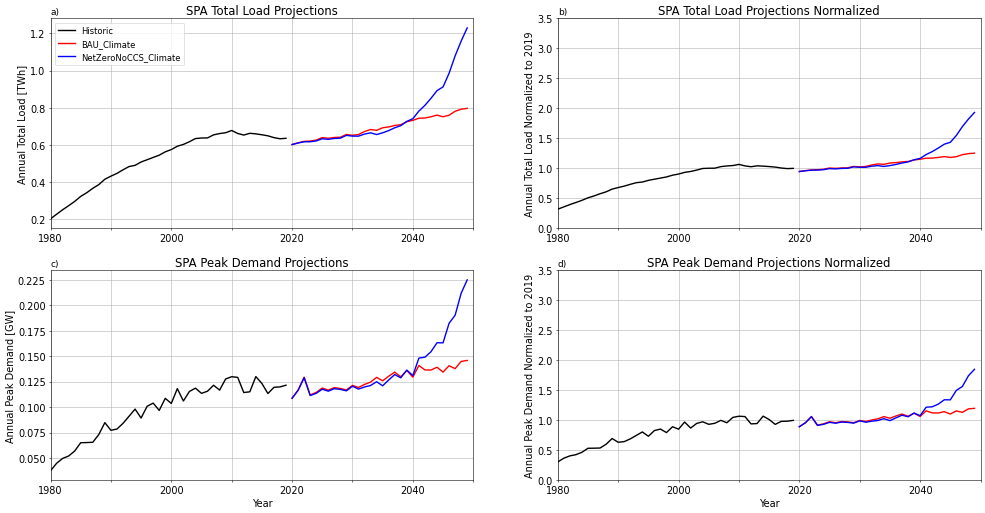 a)
SPA Total Load Projections
Historic
BAU_Climate
NetZeroNoCCS_Climate
Annual Total Load [TWh]
1.2
1.0
0.8
0.6
0.4
0.2
1980
2000
2020
2040
b)
SPA Total Load Projections Normalized
Annual Total Load Normalized to 2019
3.5
3.0
2.5
2.0
1.5
1.0
0.5
0.0
1980
2000
2020
2040
c)
SPA Peak Demand Projections
Annual Peak Demand [GW]
0.225
0.200
0.175
0.150
0.125
0.100
0.075
0.050
1980
2000
2020
2040
Year
d)
SPA Peak Demand Projections Normalized
Annual Peak Demand Normalized to 2019
3.5
3.0
2.5
2.0
1.5
1.0
0.5
0.0
1980
2000
2020
2040
Year